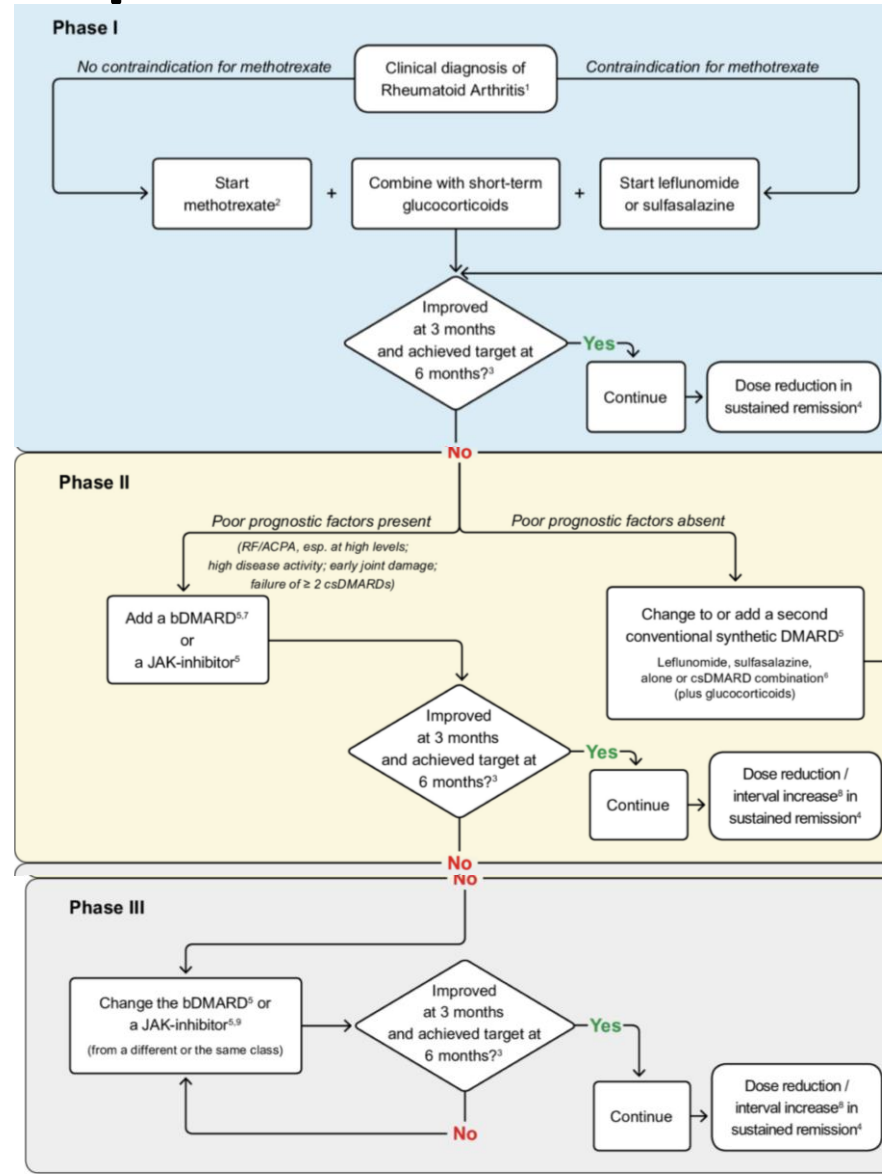 Phase I
No contraindication for methotrexate
Clinical diagnosis of
Rheumatoid Arthritis¹
Contraindication for methotrexate
Start
methotrexate²
+
Combine with short-term
glucocorticoids
+
Start leflunomide
or sulfasalazine
Improved
at 3 months
and achieved target at
6 months?³
Yes
Continue
Dose reduction in
sustained remission⁴
No
Phase II
Poor prognostic factors present
(RF/ACPA, esp. at high levels;
high disease activity; early joint damage;
failure of ≥ 2 csDMARDs)
Poor prognostic factors absent
Add a bDMARD⁵,⁷
or
a JAK-inhibitor⁵
Change to or add a second
conventional synthetic DMARD⁵
Leflunomide, sulfasalazine,
alone or csDMARD combination⁶
(plus glucocorticoids)
Improved
at 3 months
and achieved target at
6 months?³
Yes
Continue
Dose reduction /
interval increase⁸ in
sustained remission⁴
No
No
Phase III
Change the bDMARD⁵ or
a JAK-inhibitor⁵,⁹
(from a different or the same class)
Improved
at 3 months
and achieved target at
6 months?³
Yes
Continue
Dose reduction /
interval increase⁸ in
sustained remission⁴
No